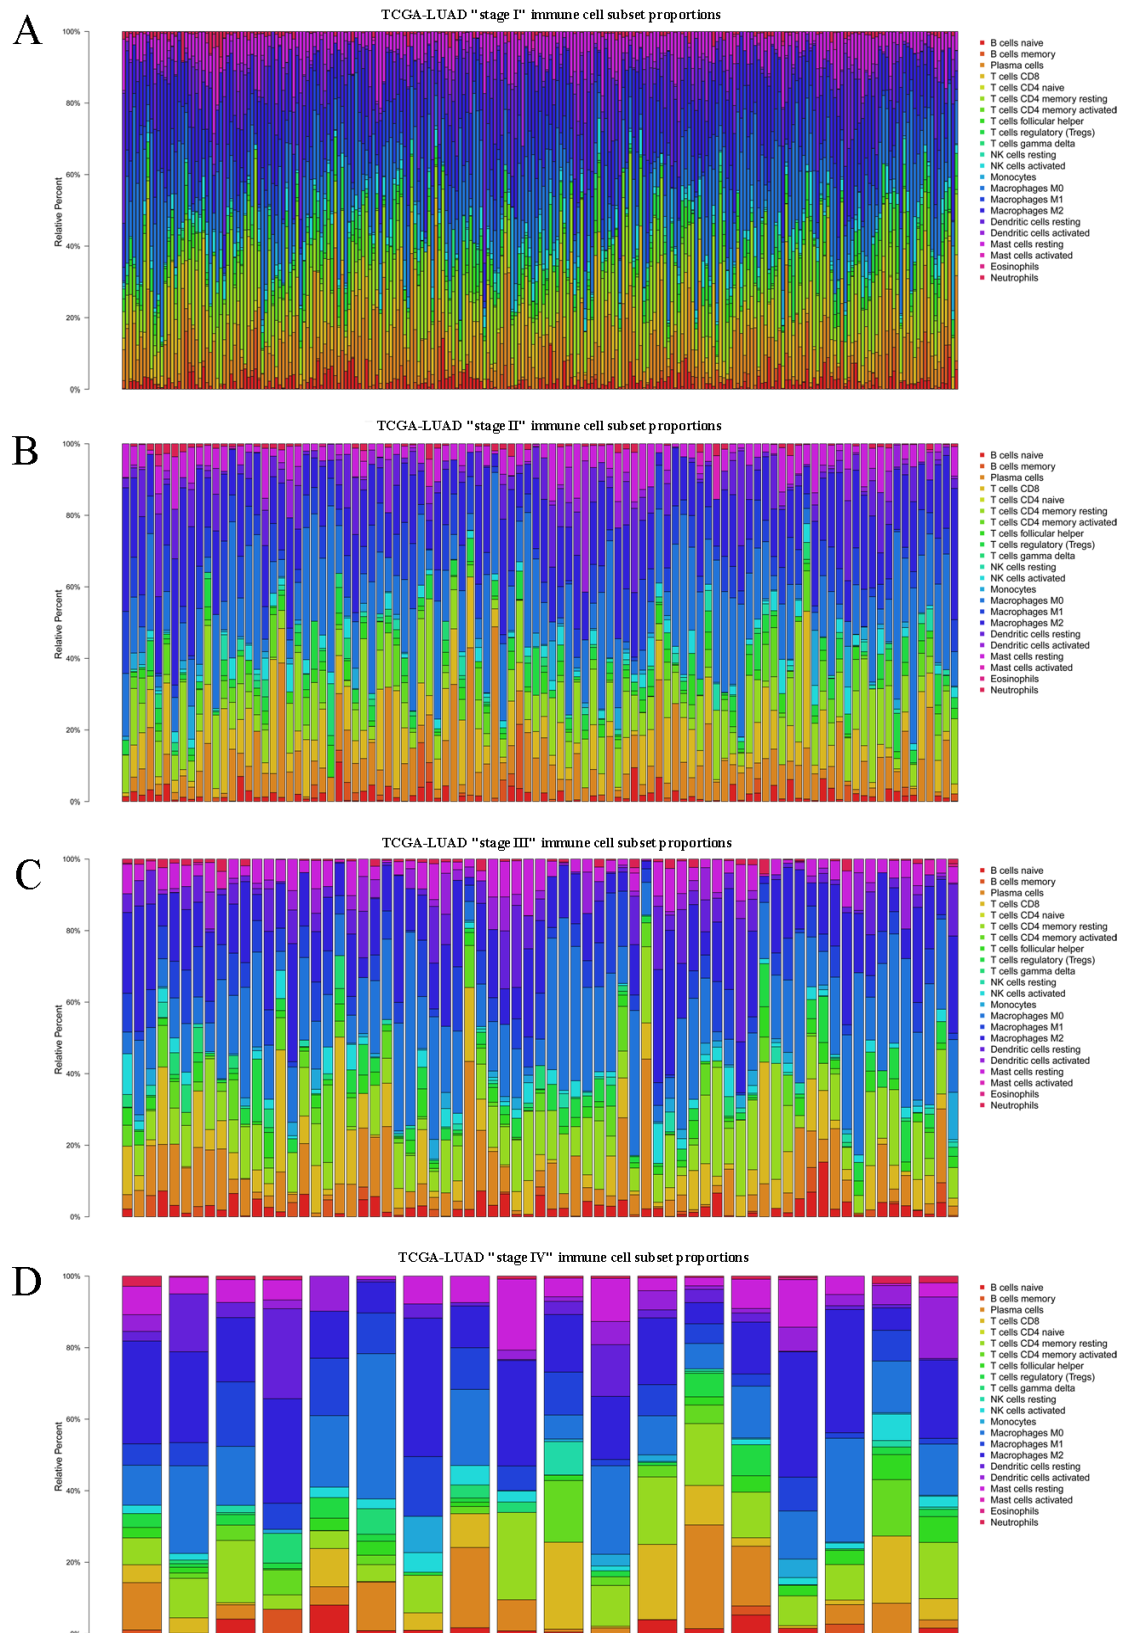 A
TCGA-LUAD "stage I" immune cell subset proportions
100%
80%
60%
40%
20%
0%
Relative Percent
B cells naive
B cells memory
Plasma cells
T cells CD8
T cells CD4 naive
T cells CD4 memory resting
T cells CD4 memory activated
T cells follicular helper
T cells regulatory (Tregs)
T cells gamma delta
NK cells resting
NK cells activated
Monocytes
Macrophages M0
Macrophages M1
Macrophages M2
Dendritic cells resting
Dendritic cells activated
Mast cells resting
Mast cells activated
Eosinophils
Neutrophils
B
TCGA-LUAD "stage II" immune cell subset proportions
100%
80%
60%
40%
20%
0%
Relative Percent
B cells naive
B cells memory
Plasma cells
T cells CD8
T cells CD4 naive
T cells CD4 memory resting
T cells CD4 memory activated
T cells follicular helper
T cells regulatory (Tregs)
T cells gamma delta
NK cells resting
NK cells activated
Monocytes
Macrophages M0
Macrophages M1
Macrophages M2
Dendritic cells resting
Dendritic cells activated
Mast cells resting
Mast cells activated
Eosinophils
Neutrophils
C
TCGA-LUAD "stage III" immune cell subset proportions
100%
80%
60%
40%
20%
0%
Relative Percent
B cells naive
B cells memory
Plasma cells
T cells CD8
T cells CD4 naive
T cells CD4 memory resting
T cells CD4 memory activated
T cells follicular helper
T cells regulatory (Tregs)
T cells gamma delta
NK cells resting
NK cells activated
Monocytes
Macrophages M0
Macrophages M1
Macrophages M2
Dendritic cells resting
Dendritic cells activated
Mast cells resting
Mast cells activated
Eosinophils
Neutrophils
D
TCGA-LUAD "stage IV" immune cell subset proportions
100%
80%
60%
40%
20%
0%
Relative Percent
B cells naive
B cells memory
Plasma cells
T cells CD8
T cells CD4 naive
T cells CD4 memory resting
T cells CD4 memory activated
T cells follicular helper
T cells regulatory (Tregs)
T cells gamma delta
NK cells resting
NK cells activated
Monocytes
Macrophages M0
Macrophages M1
Macrophages M2
Dendritic cells resting
Dendritic cells activated
Mast cells resting
Mast cells activated
Eosinophils
Neutrophils